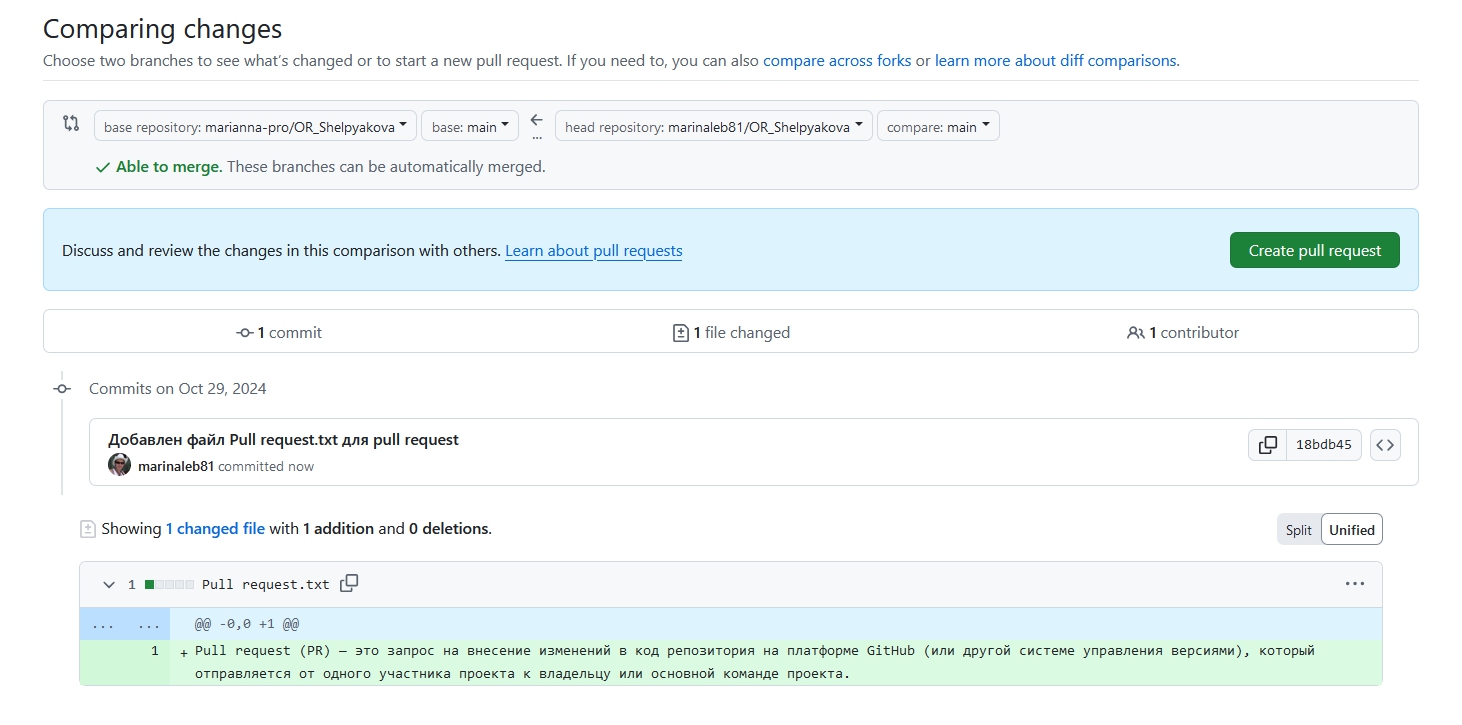 Comparing changes
Choose two branches to see what's changed or to start a new pull request. If you need to, you can also compare across forks or learn more about diff comparisons.
base repository: marianna-pro/OR_Shelpyakova base: main ... head repository: marinaleb81/OR_Shelpyakova compare: main
Able to merge. These branches can be automatically merged.
Discuss and review the changes in this comparison with others. Learn about pull requests Create pull request
1 commit 1 file changed 1 contributor
Commits on Oct 29, 2024
Добавлен файл Pull request.txt для pull request
18bdb45
marinaleb81 committed now
Showing 1 changed file with 1 addition and 0 deletions. Split Unified
1 Pull request.txt
... ... @@ -0,0 +1 @@
1 + Pull request (PR) — это запрос на внесение изменений в код репозитория на платформе GitHub (или другой системе управления версиями), который
отправляется от одного участника проекта к владельцу или основной команде проекта.